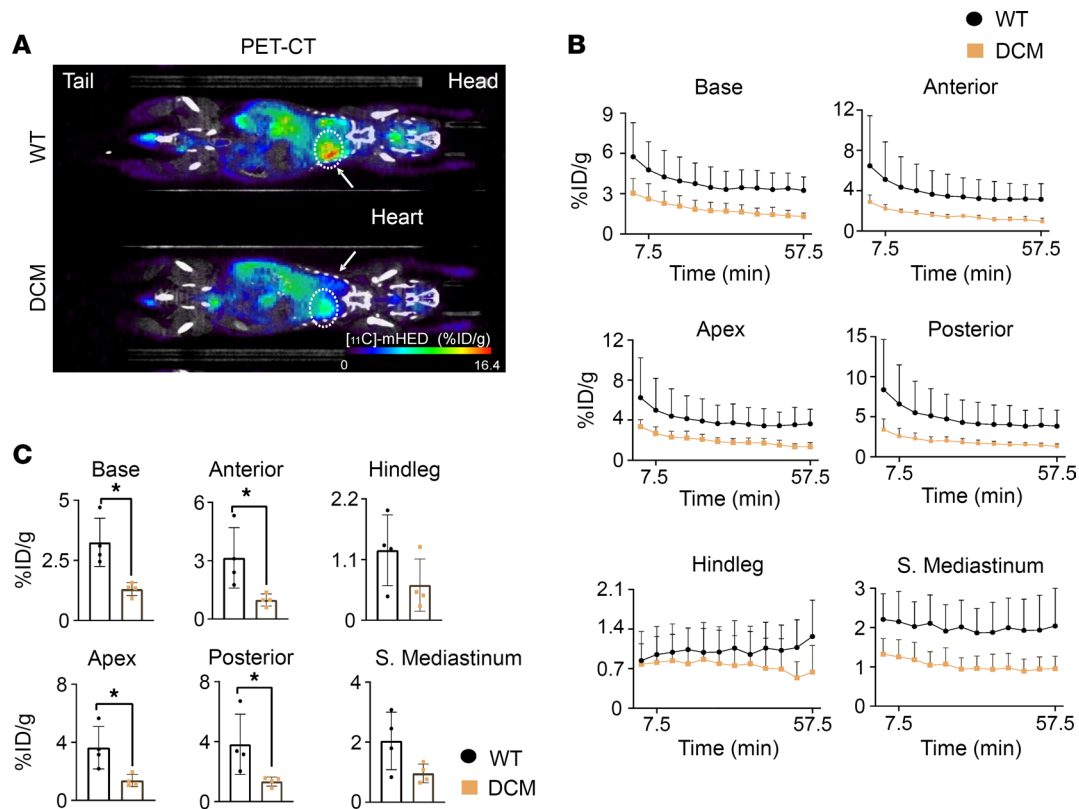 A
PET-CT
Tail
Head
WT
Heart
DCM
[11C]-mHED (%ID/g)
0
16.4
B
WT
DCM
Base
%ID/g
9
6
3
0
7.5
57.5
Time (min)
Anterior
12
8
4
0
7.5
57.5
Time (min)
Apex
%ID/g
12
8
4
0
7.5
57.5
Time (min)
Posterior
15
10
5
0
7.5
57.5
Time (min)
Hindleg
%ID/g
2.1
1.4
0.7
0
7.5
57.5
Time (min)
S. Mediastinum
3
2
1
0
7.5
57.5
Time (min)
C
Base
%ID/g
5
2.5
0
*
Anterior
6
3
0
*
Hindleg
2.2
1.1
0
Apex
%ID/g
8
4
0
*
Posterior
8
4
0
*
S. Mediastinum
4
2
0
WT
DCM